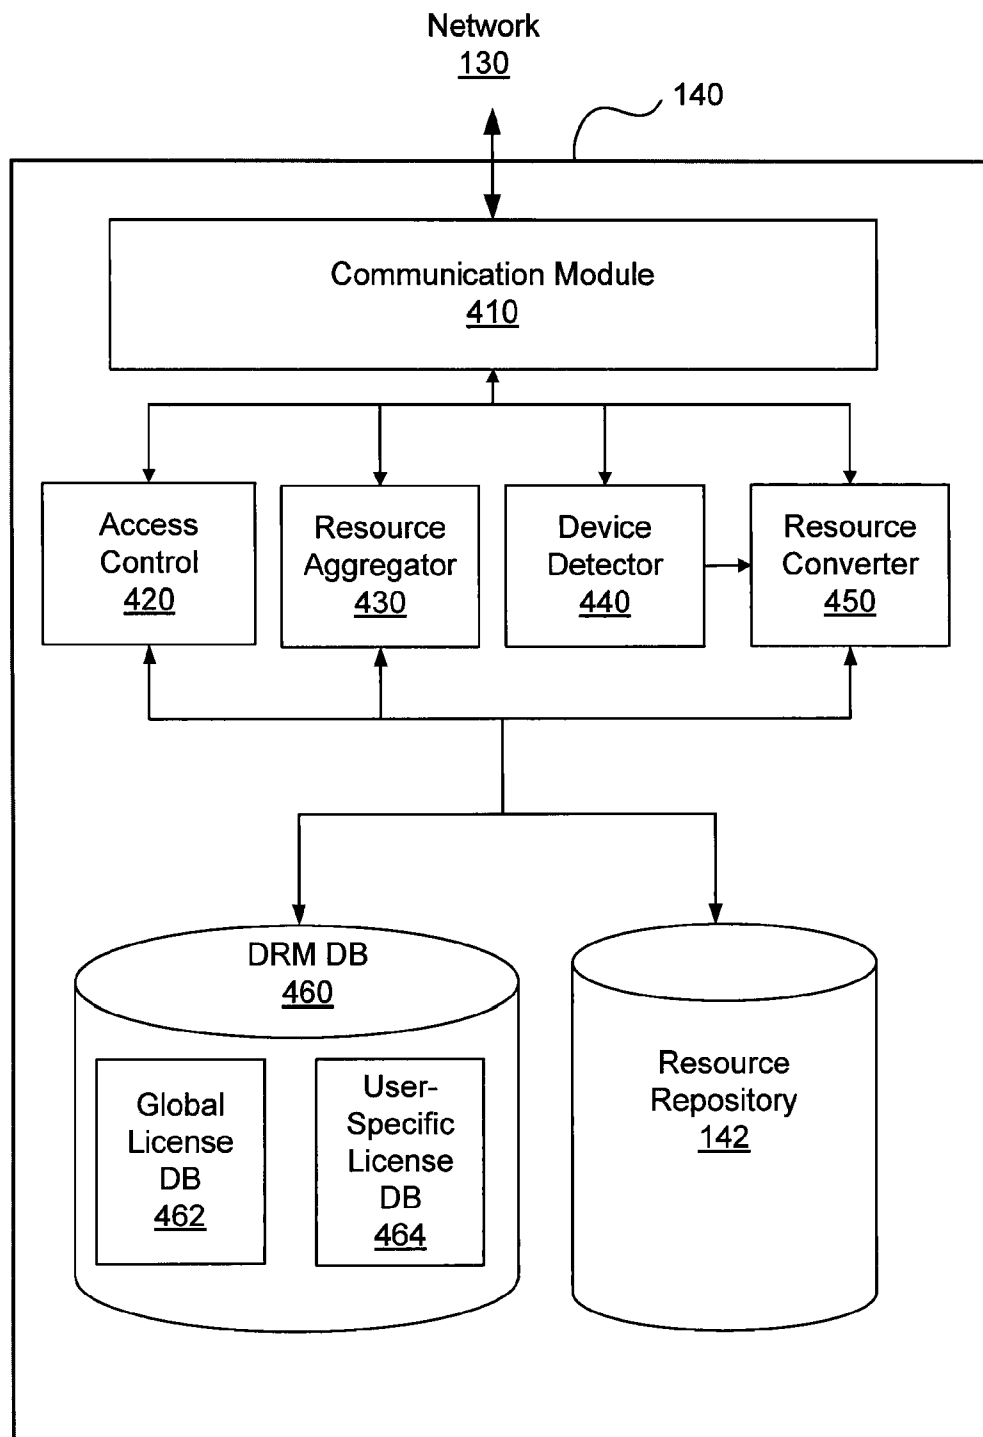 Network
130
140
Communication Module
410
Access
Control
420
Resource
Aggregator
430
Device
Detector
440
Resource
Converter
450
DRM DB
460
Global
License
DB
462
User-
Specific
License
DB
464
Resource
Repository
142